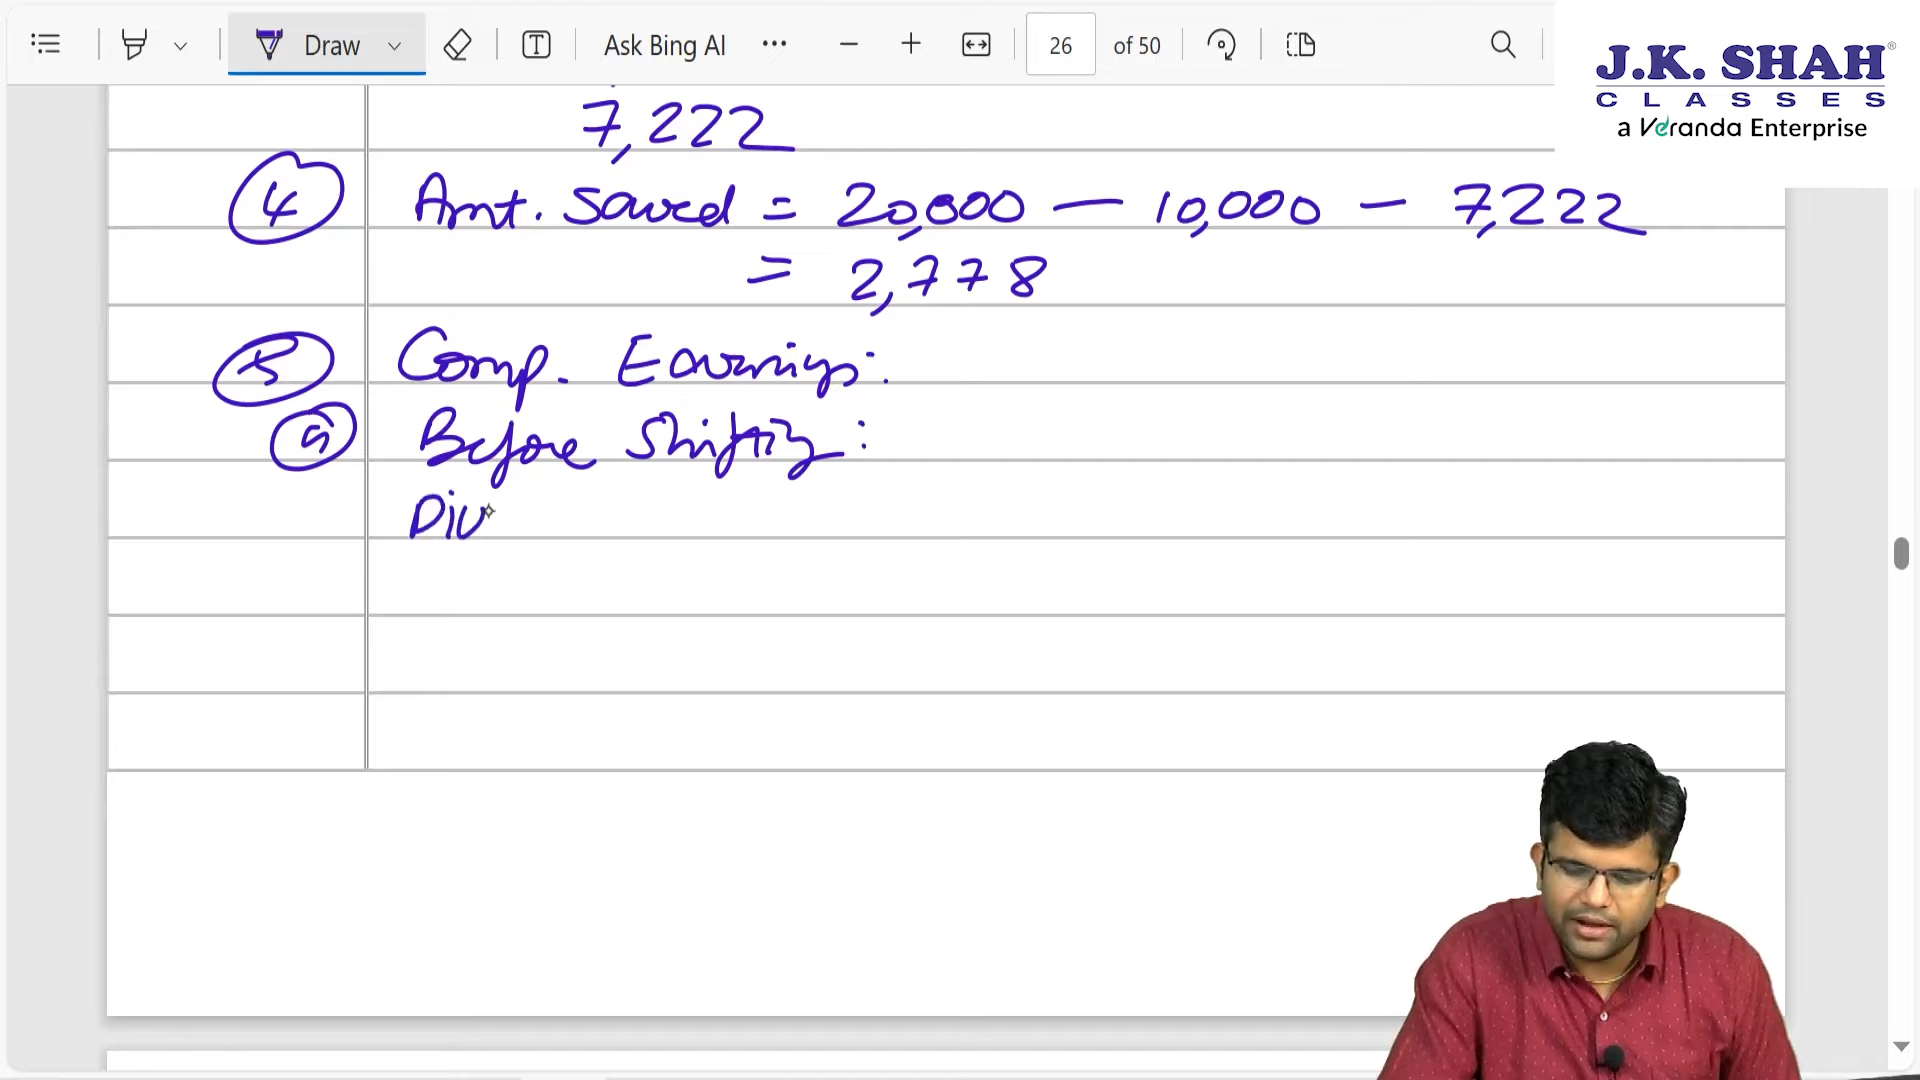 Draw
Ask Bing AI
26 of 50
J.K. SHAH®
CLASSES
a Veranda Enterprise
7,222
4 Amt. saved = 20,000 — 10,000 - 7,222
= 2,778
5 Comp. Earnings:
a Before Shifting:
Div